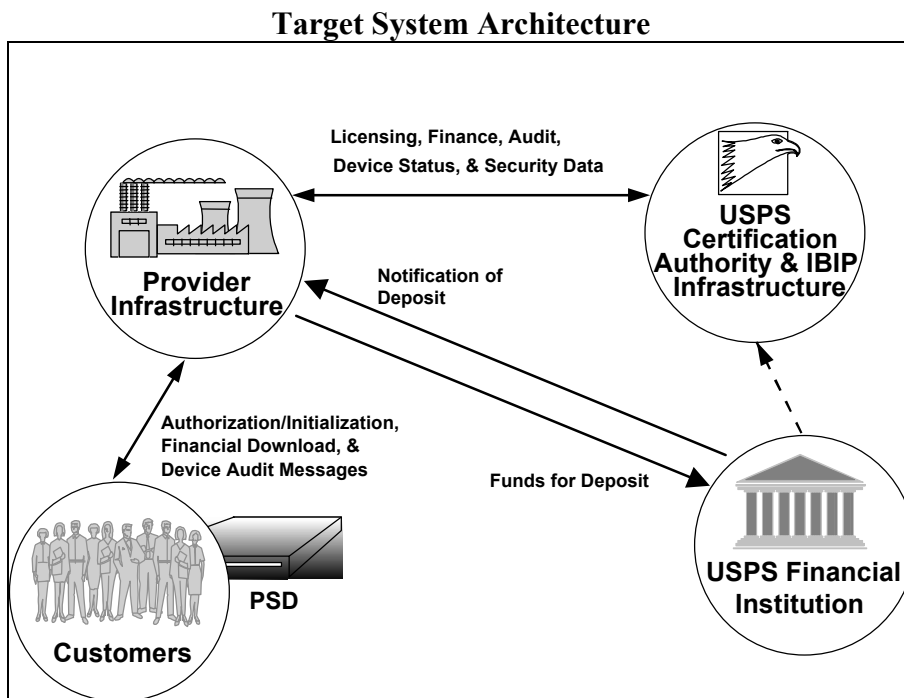 Target System Architecture
Licensing, Finance, Audit,
Device Status, & Security Data
USPS
Certification
Authority & IBIP
Infrastructure
Provider
Infrastructure
Notification of
Deposit
Authorization/Initialization,
Financial Download, &
Device Audit Messages
Funds for Deposit
PSD
Customers
USPS Financial
Institution